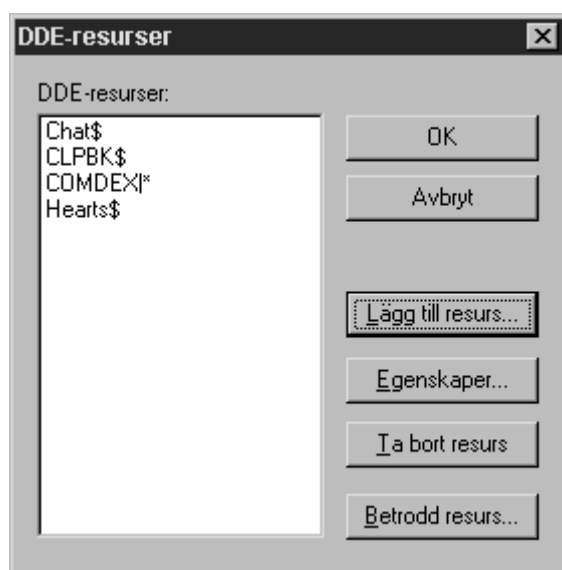 DDE-resurser
DDE-resurser:
Chat$
CLPBK$
COMDEX|*
Hearts$
OK
Avbryt
Lägg till resurs...
Egenskaper...
Ta bort resurs
Betrodd resurs...